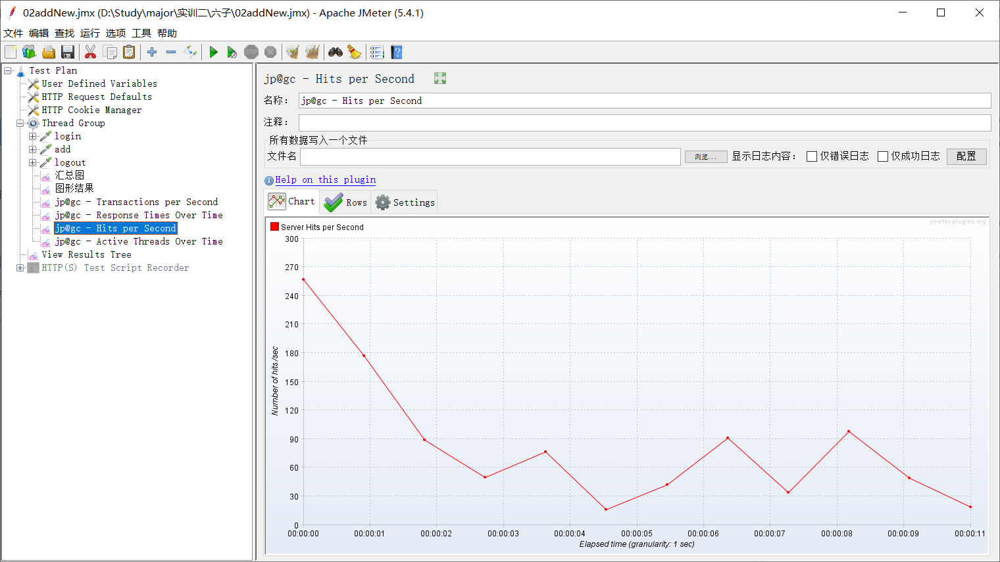 02addNew.jmx (D:\Study\major\实训二\六子\02addNew.jmx) - Apache JMeter (5.4.1)
文件 编辑 查找 运行 选项 工具 帮助
STOP
Test Plan
User Defined Variables
HTTP Request Defaults
HTTP Cookie Manager
Thread Group
login
add
logout
汇总图
图形结果
jp@gc - Transactions per Second
jp@gc - Response Times Over Time
jp@gc - Hits per Second
jp@gc - Active Threads Over Time
View Results Tree
HTTP(S) Test Script Recorder
jp@gc - Hits per Second
名称： jp@gc - Hits per Second
注释：
所有数据写入一个文件
文件名 浏览... 显示日志内容： 仅错误日志 仅成功日志 配置
Help on this plugin
Chart Rows Settings
Server Hits per Second jmeter-plugins.org
300
270
240
210
180
150
120
90
60
30
0
Number of hits /sec
00:00:00 00:00:01 00:00:02 00:00:03 00:00:04 00:00:05 00:00:06 00:00:07 00:00:08 00:00:09 00:00:11
Elapsed time (granularity: 1 sec)